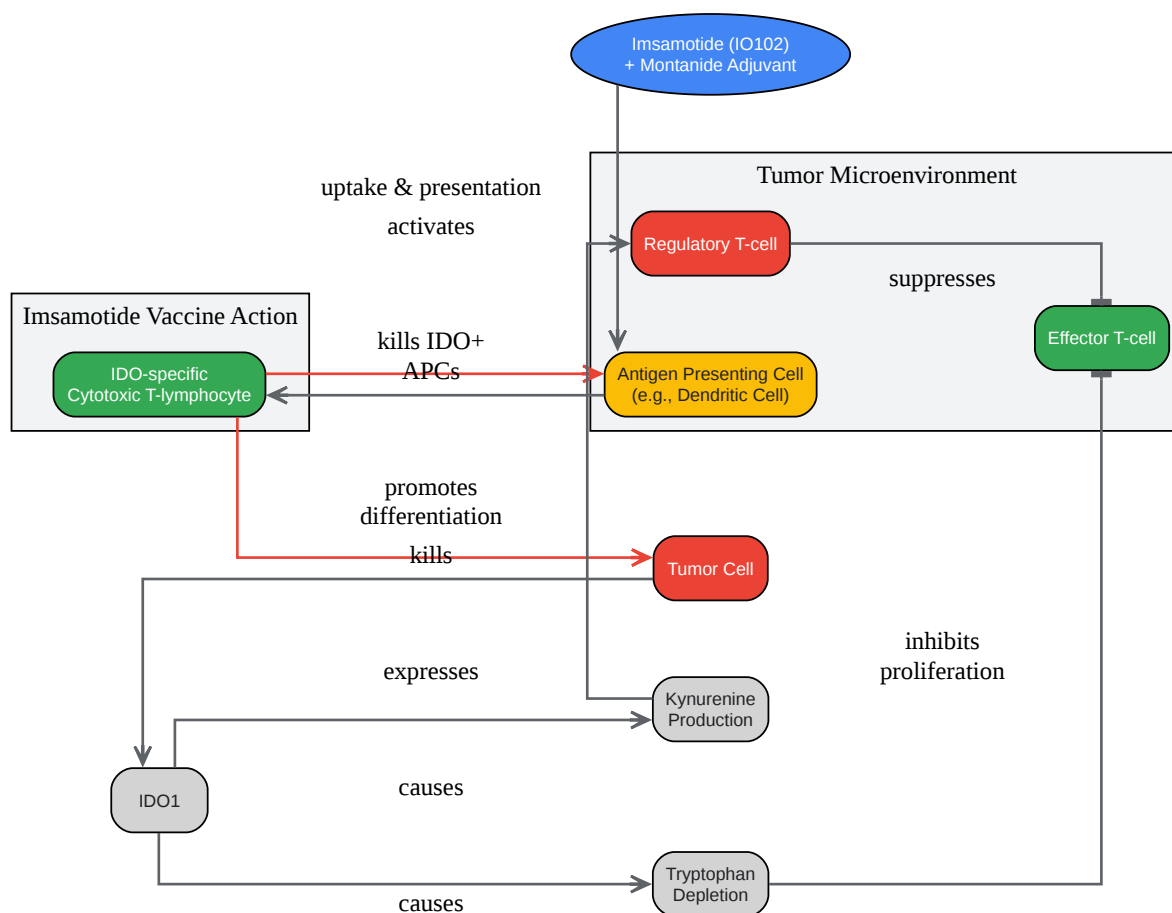 Imsamotide (IO102)
+ Montanide Adjuvant
Tumor Microenvironment
uptake & presentation
activates
Regulatory T-cell
suppresses
Imsamotide Vaccine Action
kills IDO+
APCs
Effector T-cell
IDO-specific
Cytotoxic T-lymphocyte
Antigen Presenting Cell
(e.g., Dendritic Cell)
promotes
differentiation
kills
Tumor Cell
inhibits
proliferation
expresses
Kynurenine
Production
causes
IDO1
Tryptophan
Depletion
causes